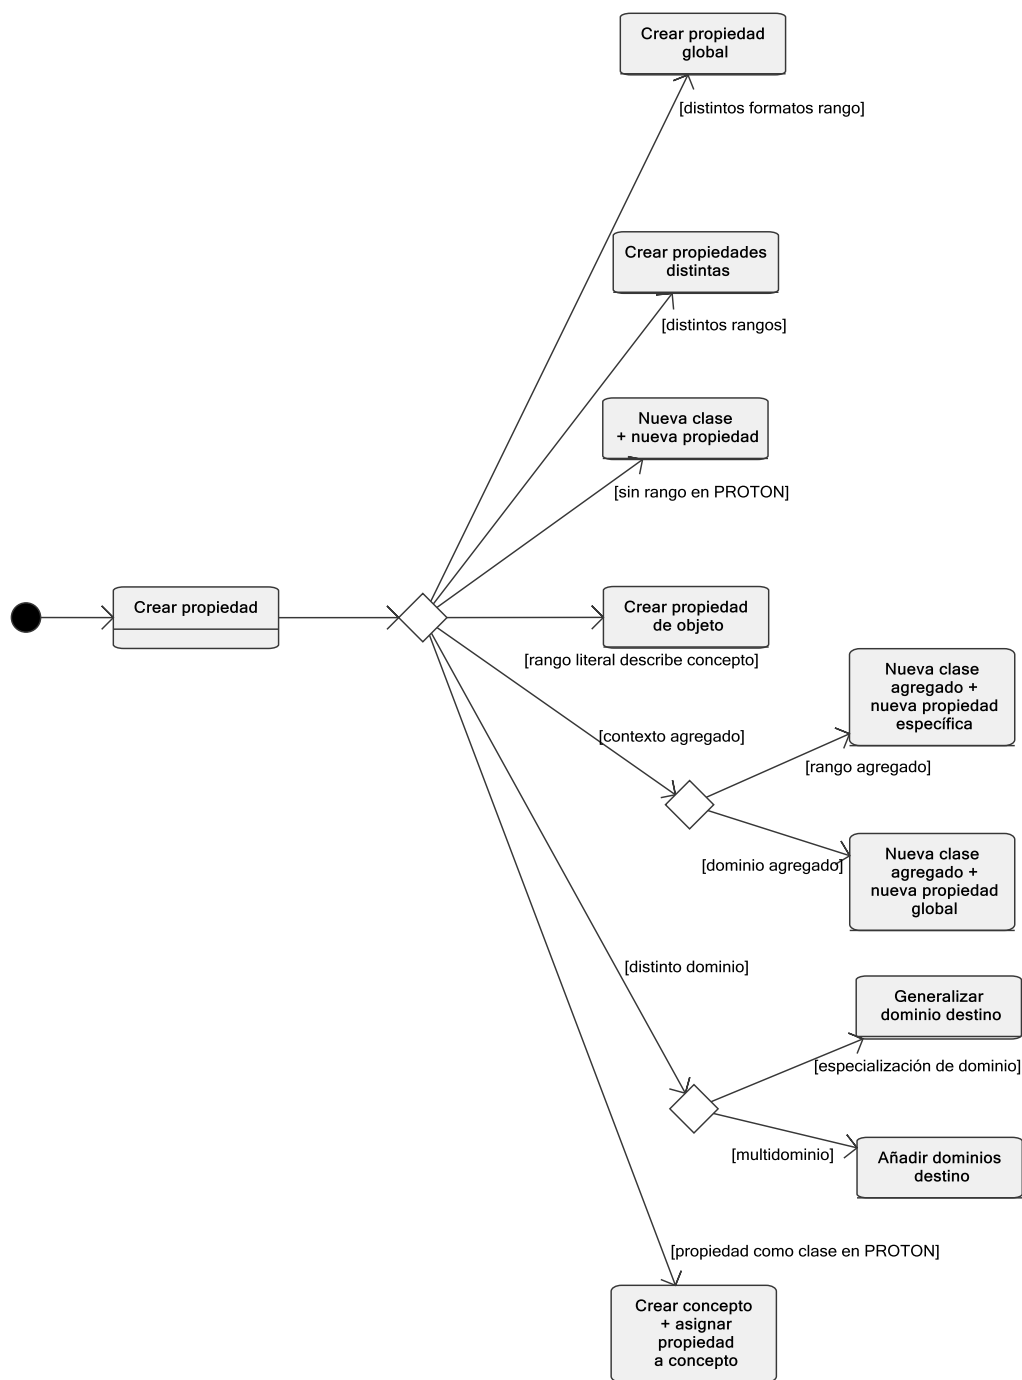 Crear propiedad
global
[distintos formatos rango]
Crear propiedades
distintas
[distintos rangos]
Nueva clase
+ nueva propiedad
[sin rango en PROTON]
Crear propiedad
Crear propiedad
de objeto
[rango literal describe concepto]
Nueva clase
agregado +
nueva propiedad
específica
[contexto agregado]
[rango agregado]
Nueva clase
agregado +
nueva propiedad
global
[dominio agregado]
[distinto dominio]
Generalizar
dominio destino
[especialización de dominio]
Añadir dominios
destino
[multidominio]
[propiedad como clase en PROTON]
Crear concepto
+ asignar
propiedad
a concepto